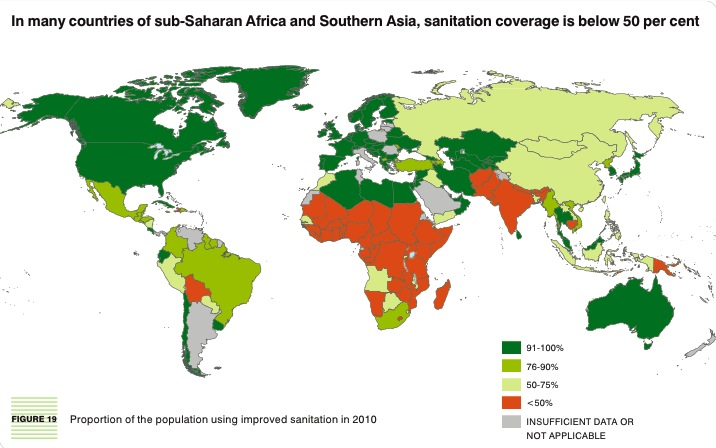 In many countries of sub-Saharan Africa and Southern Asia, sanitation coverage is below 50 per cent
91-100%
76-90%
50-75%
<50%
INSUFFICIENT DATA OR
NOT APPLICABLE
FIGURE 19 Proportion of the population using improved sanitation in 2010